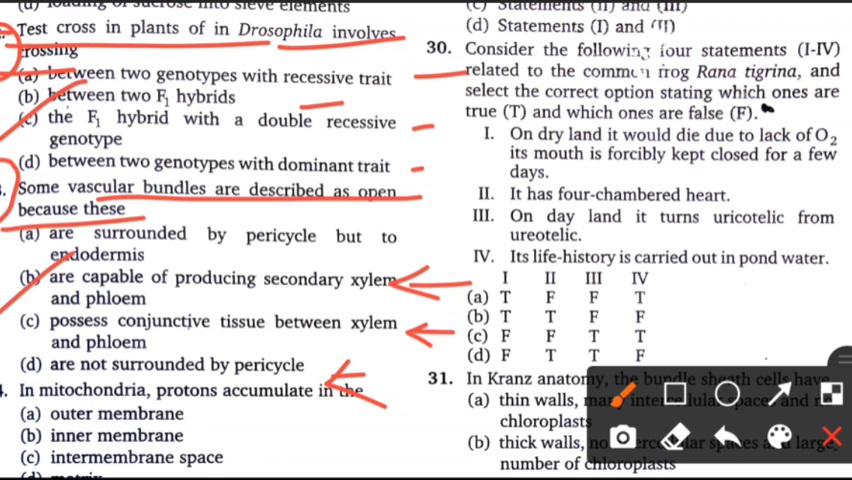 (d) loading of sucrose into sieve elements
Test cross in plants of in Drosophila involves
crossing
(a) between two genotypes with recessive trait
(b) between two F₁ hybrids
(c) the F₁ hybrid with a double recessive
genotype
(d) between two genotypes with dominant trait
Some vascular bundles are described as open
because these
(a) are surrounded by pericycle but to
endodermis
(b) are capable of producing secondary xylem
and phloem
(c) possess conjunctive tissue between xylem
and phloem
(d) are not surrounded by pericycle
In mitochondria, protons accumulate in the
(a) outer membrane
(b) inner membrane
(c) intermembrane space
(c) Statements (II) and (III)
(d) Statements (I) and (II)
30. Consider the following four statements (I-IV)
related to the common frog Rana tigrina, and
select the correct option stating which ones are
true (T) and which ones are false (F).
I. On dry land it would die due to lack of O₂
its mouth is forcibly kept closed for a few
days.
II. It has four-chambered heart.
III. On day land it turns uricotelic from
ureotelic.
IV. Its life-history is carried out in pond water.
I II III IV
(a) T F F T
(b) T T F F
(c) F F T T
(d) F T T F
31. In Kranz anatomy, the bundle sheath cells have
(a) thin walls, many intercellular spaces and
chloroplasts
(b) thick walls, no intercellular spaces large
number of chloroplasts